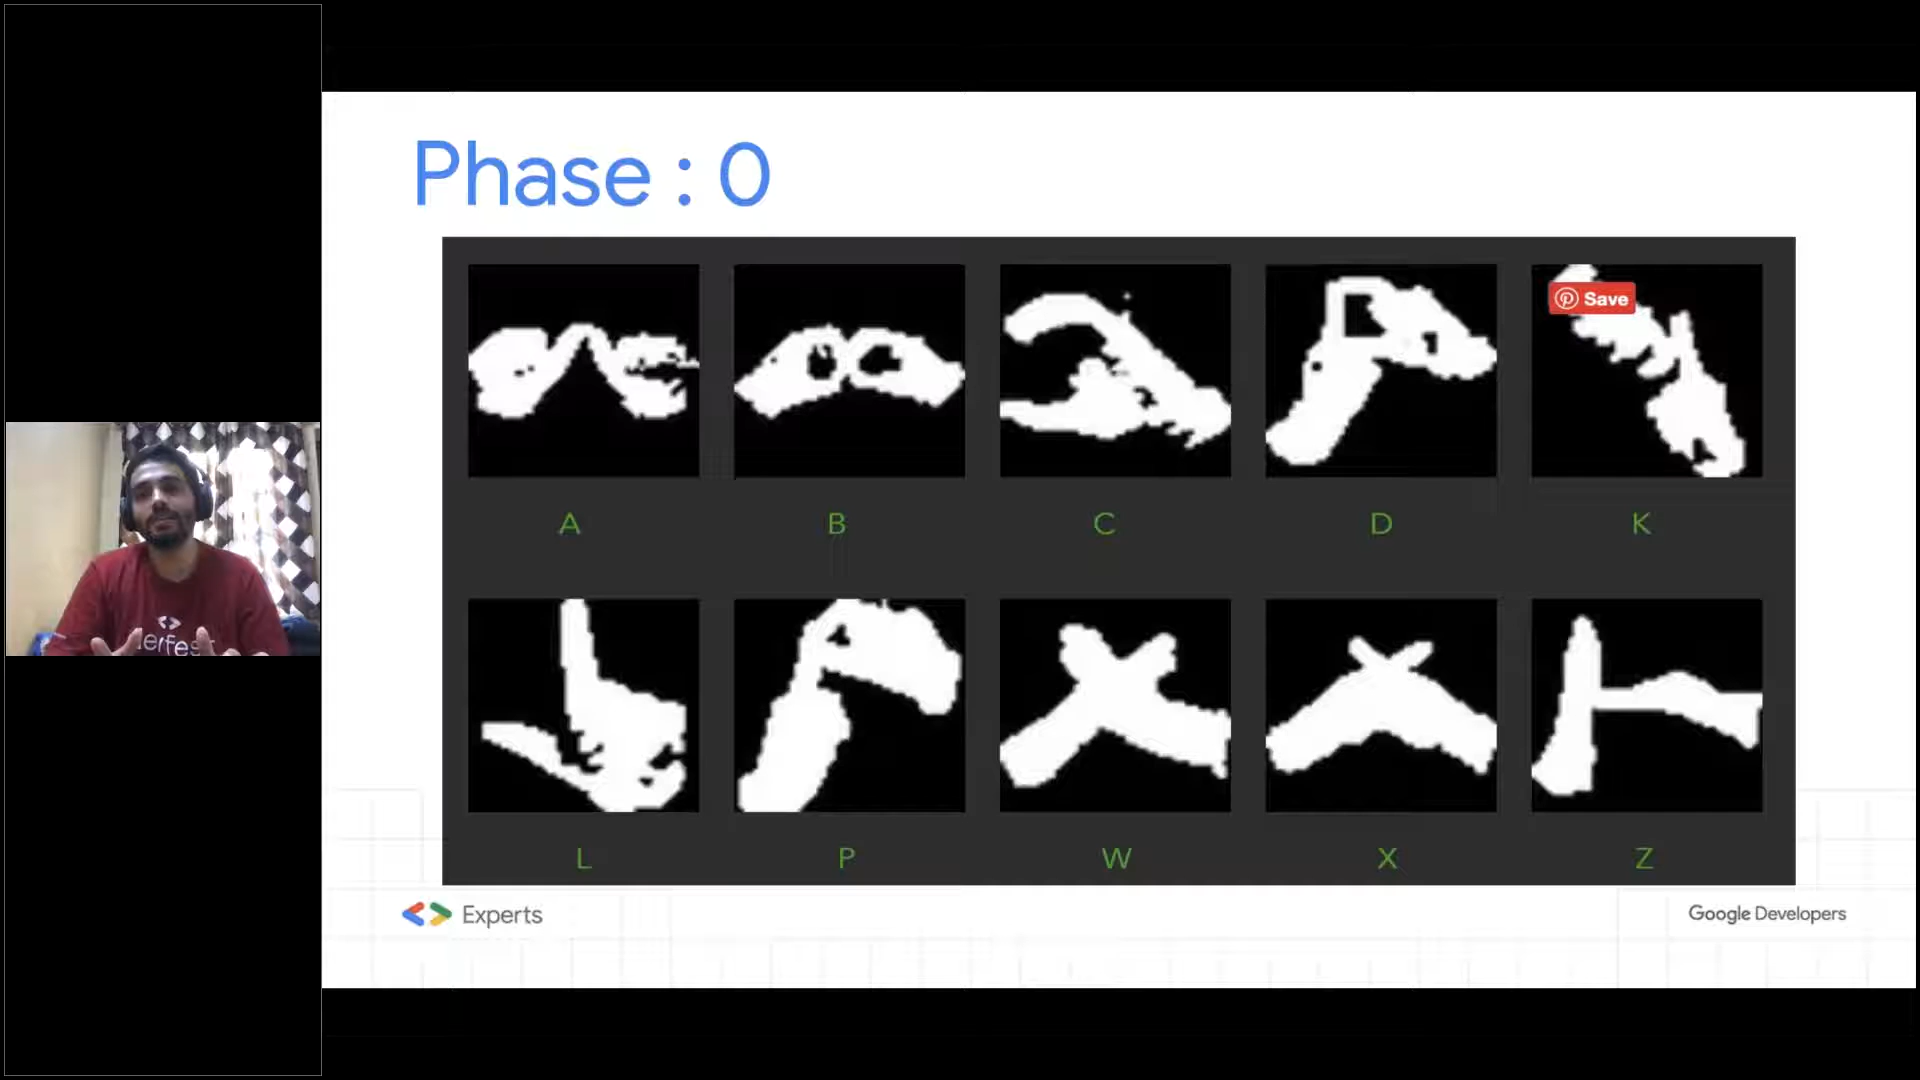 Phase : 0
Save
A B C D K
L P W X Z
Experts
Google Developers